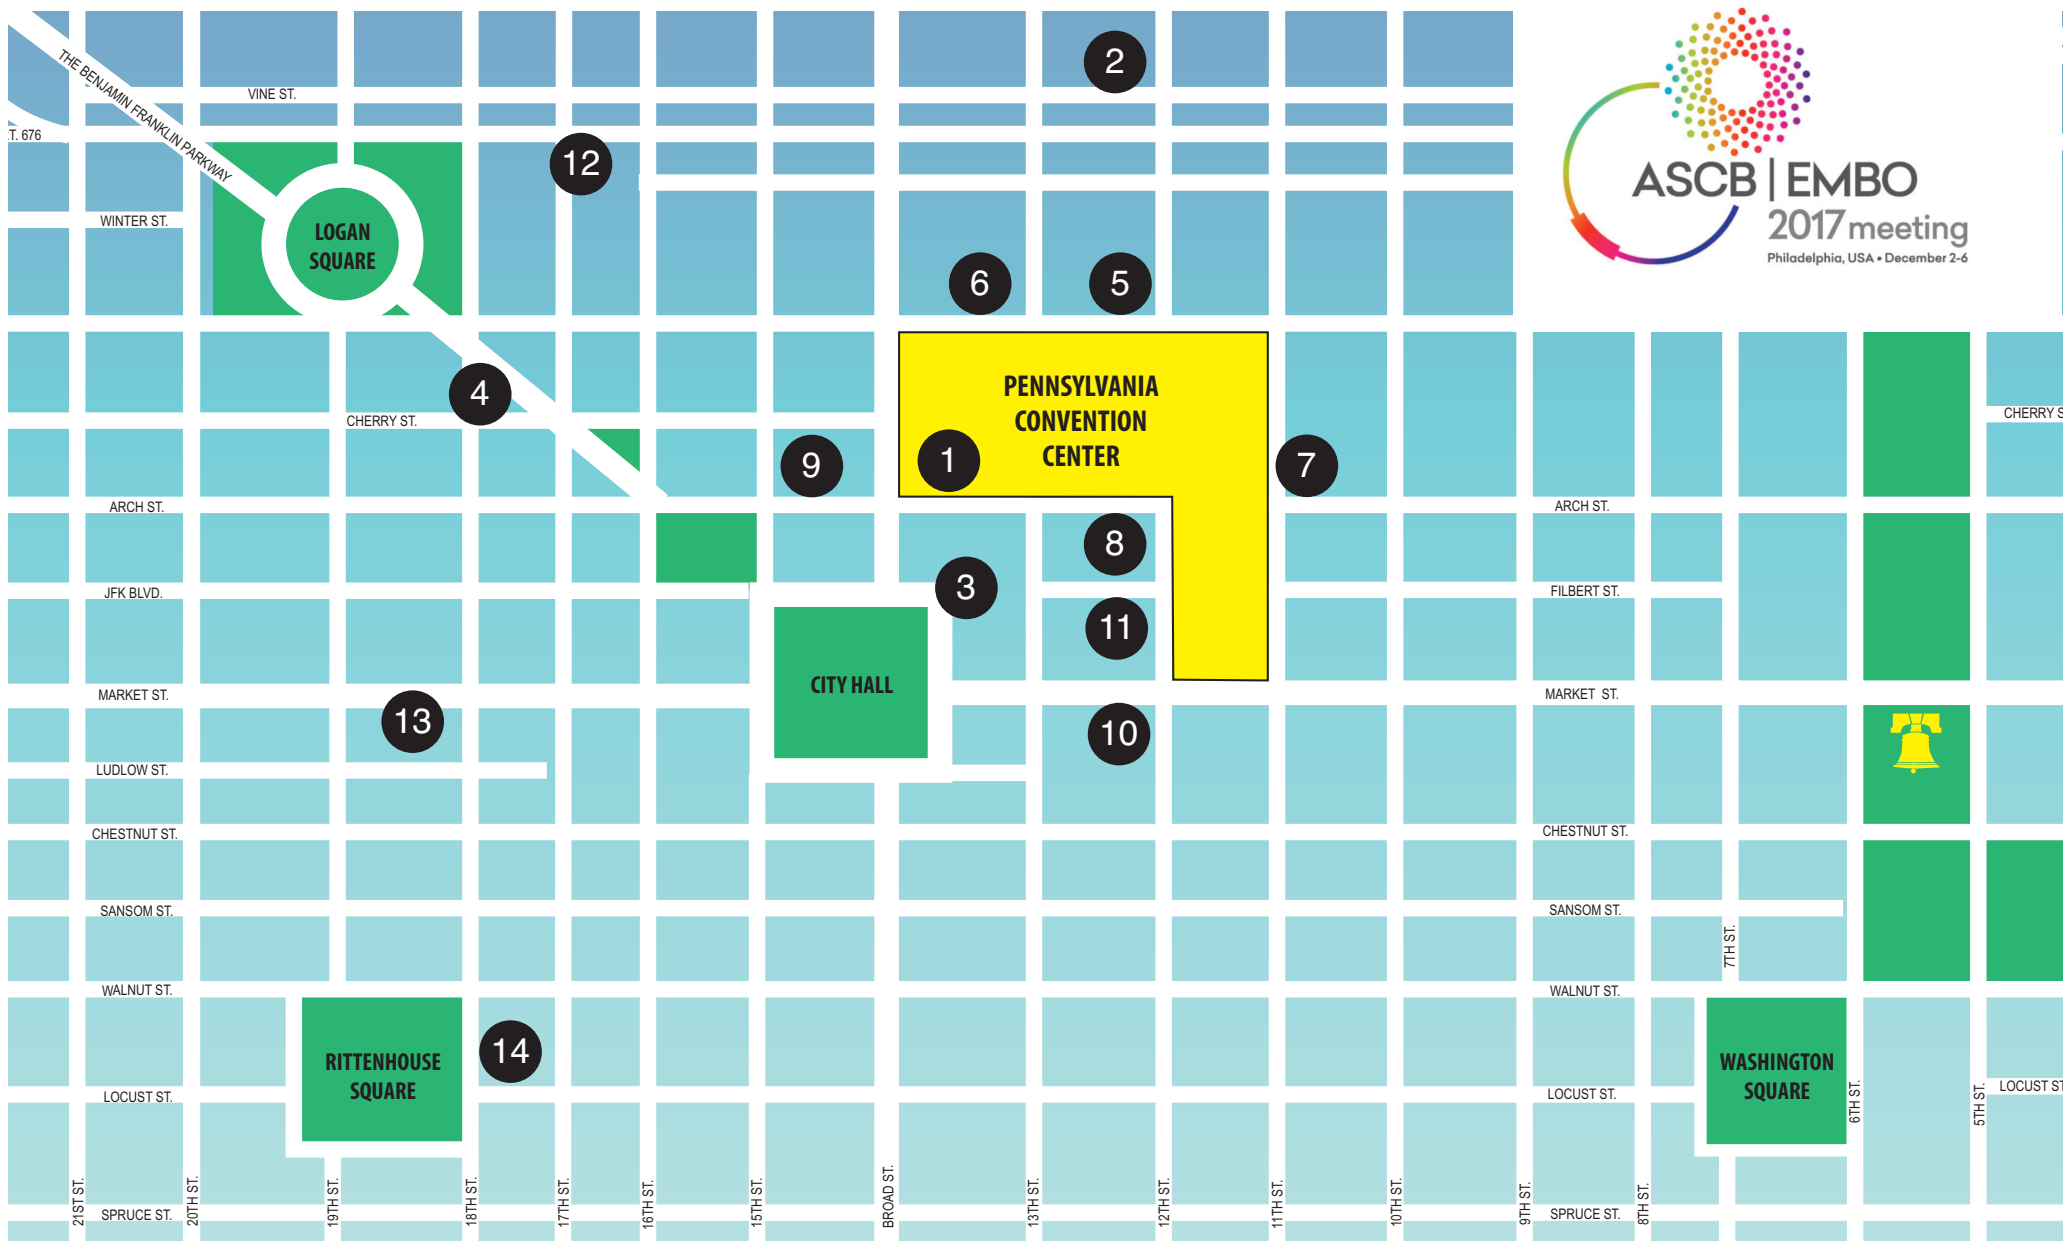 2
THE BENJAMIN FRANKLIN PARKWAY
VINE ST.
.T. 676
12
ASCB | EMBO
2017 meeting
Philadelphia, USA • December 2-6
WINTER ST.
LOGAN
SQUARE
6
5
4
PENNSYLVANIA
CONVENTION
CENTER
CHERRY ST.
CHERRY S
9
1
7
ARCH ST.
ARCH ST.
8
3
JFK BLVD.
FILBERT ST.
11
CITY HALL
MARKET ST.
MARKET ST.
13
10
LUDLOW ST.
CHESTNUT ST.
CHESTNUT ST.
SANSOM ST.
SANSOM ST.
7TH ST.
WALNUT ST.
WALNUT ST.
14
RITTENHOUSE
SQUARE
WASHINGTON
SQUARE
LOCUST ST.
LOCUST ST.
6TH ST.
5TH ST.
LOCUST ST
21ST ST.
20TH ST.
19TH ST.
18TH ST.
17TH ST.
16TH ST.
15TH ST.
BROAD ST.
13TH ST.
12TH ST.
11TH ST.
10TH ST.
9TH ST.
8TH ST.
SPRUCE ST.
SPRUCE ST.